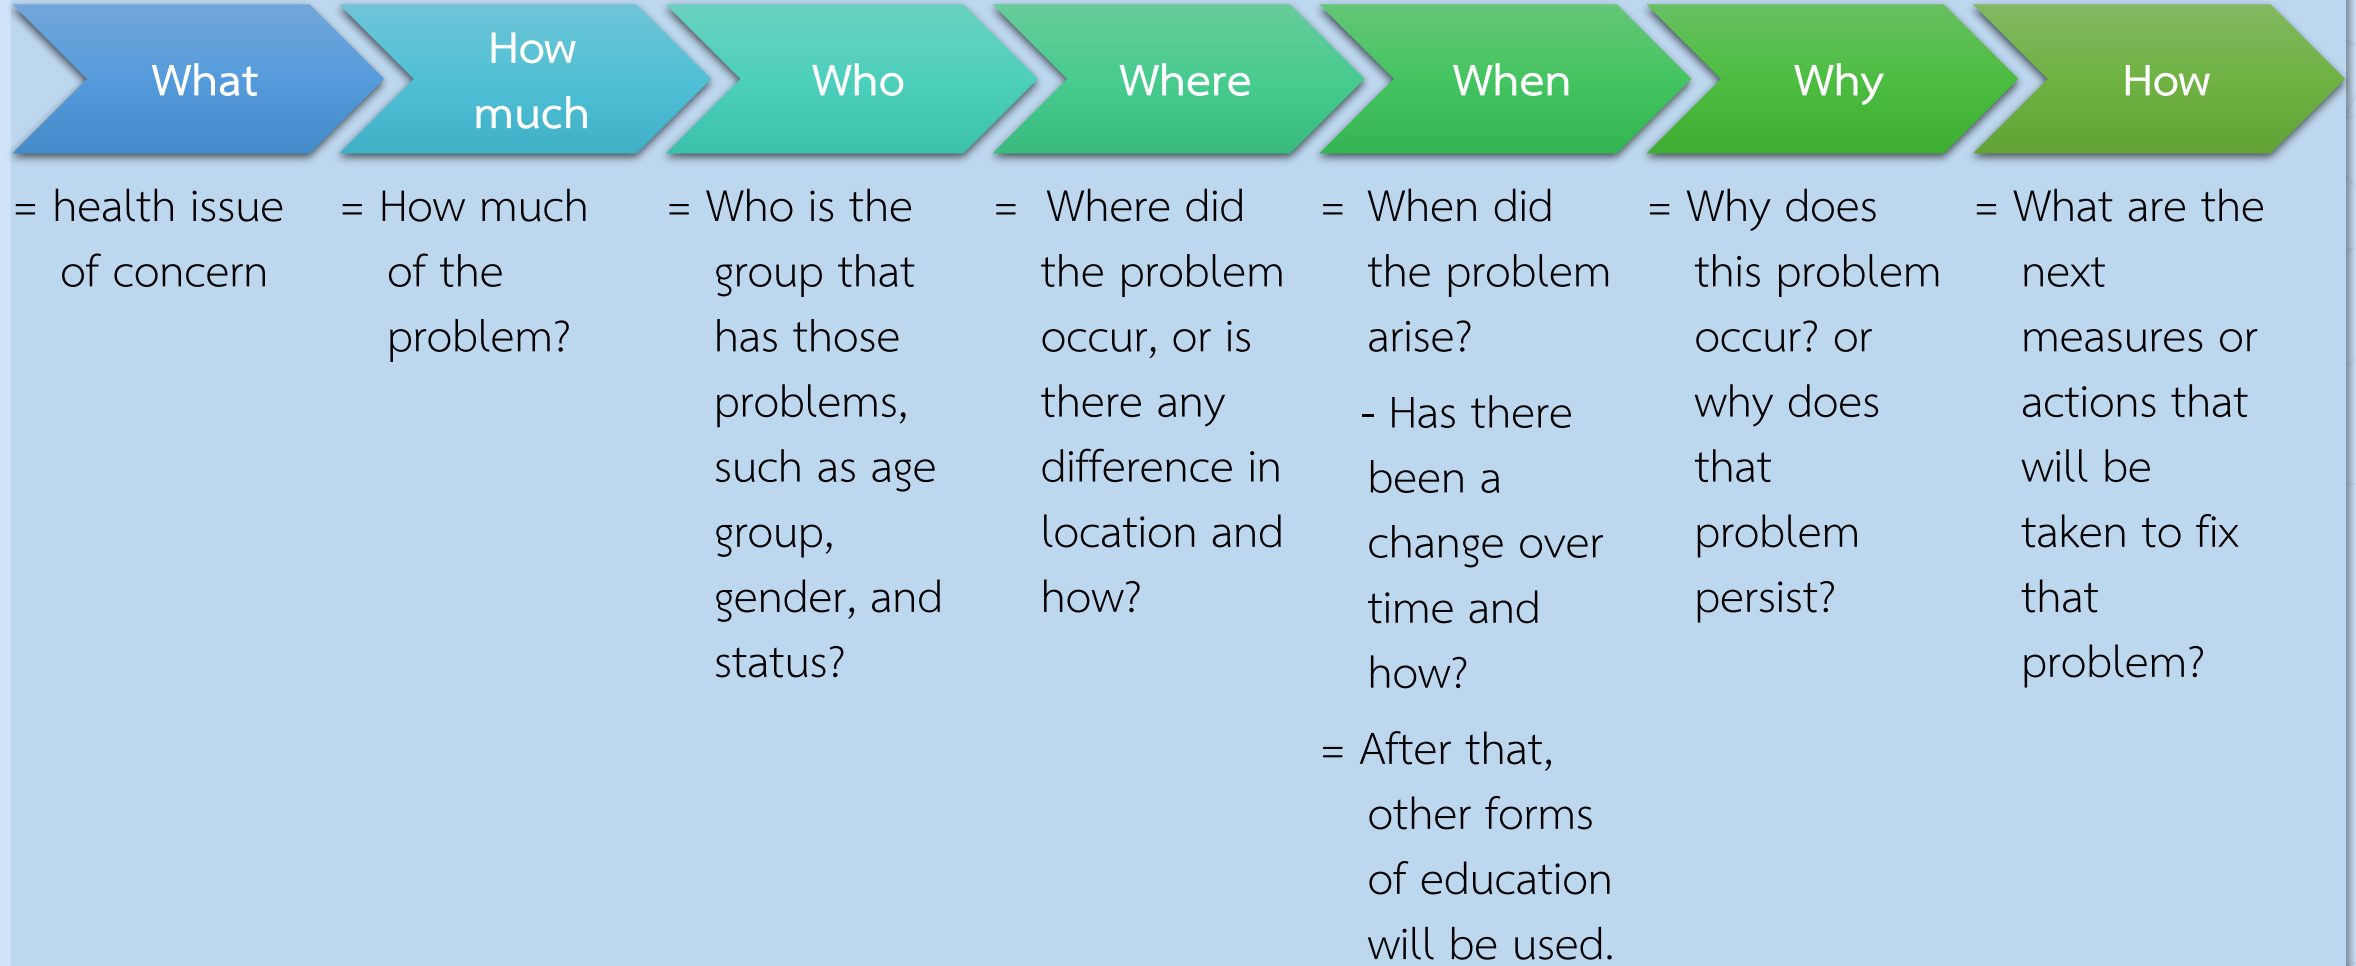 What
How
much
Who
Where
When
Why
How
= health issue
of concern
= How much
of the
problem?
= Who is the
group that
has those
problems,
such as age
group,
gender, and
status?
= Where did
the problem
occur, or is
there any
difference in
location and
how?
= When did
the problem
arise?
- Has there
been a
change over
time and
how?
= After that,
other forms
of education
will be used.
= Why does
this problem
occur? or
why does
that
problem
persist?
= What are the
next
measures or
actions that
will be
taken to fix
that
problem?